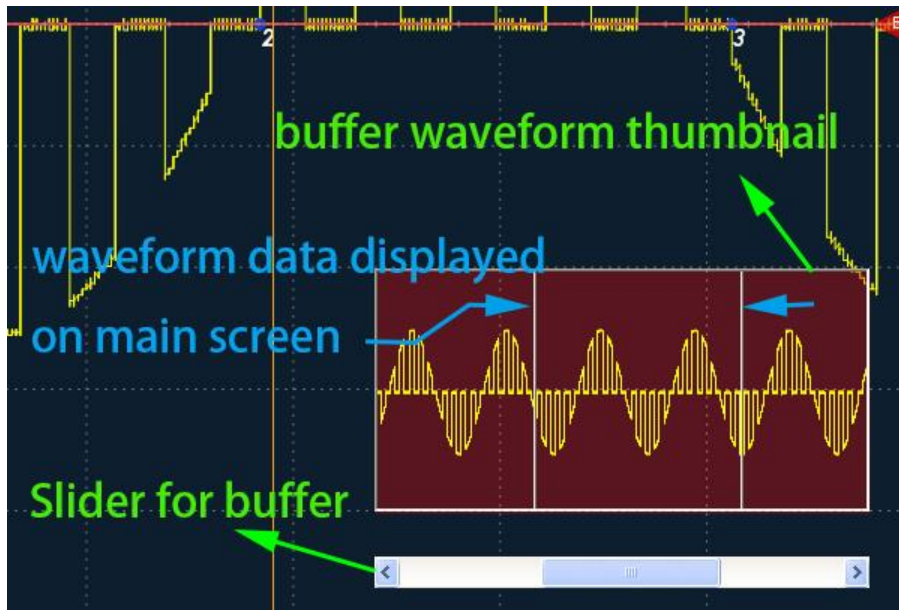 2
3
E
buffer waveform thumbnail
waveform data displayed
on main screen
Slider for buffer